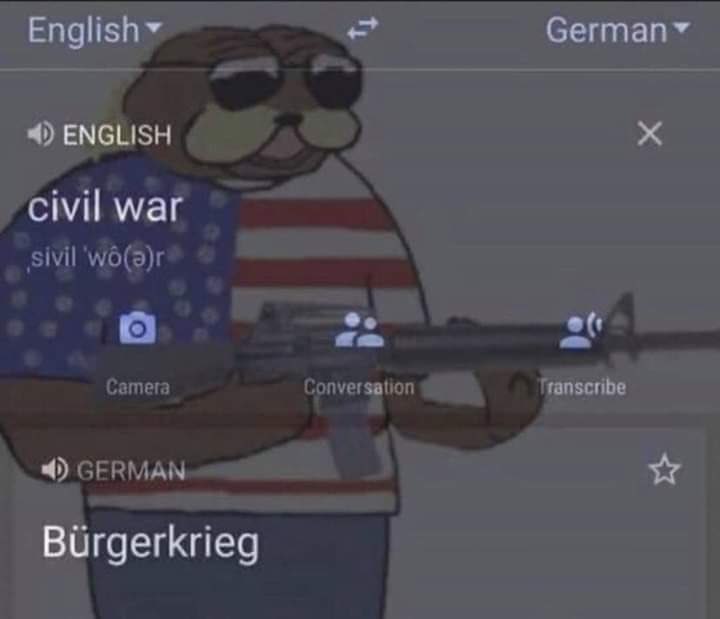 English German
ENGLISH
civil war
ˌsivil ˈwô(ə)r
Camera Conversation Transcribe
GERMAN
Bürgerkrieg